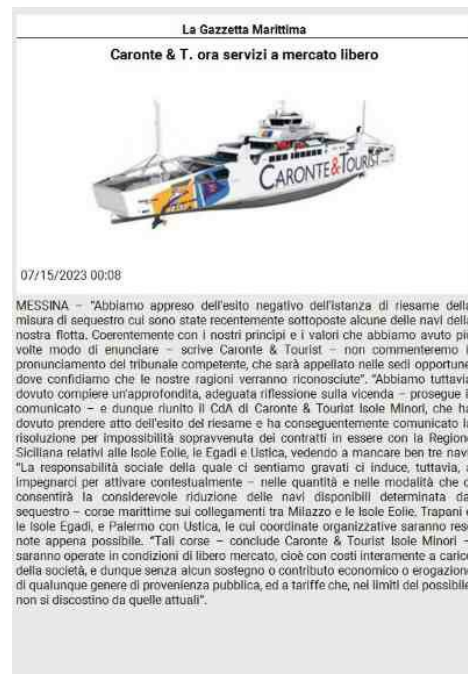 La Gazzetta Marittima
Caronte & T. ora servizi a mercato libero
CARONTE&TOURIST
07/15/2023 00:08
MESSINA – "Abbiamo appreso dell'esito negativo dell'istanza di riesame della
misura di sequestro cui sono state recentemente sottoposte alcune delle navi della
nostra flotta. Coerentemente con i nostri principi e i valori che abbiamo avuto più
volte modo di enunciare – scrive Caronte & Tourist – non commenteremo i
pronunciamento del tribunale competente, che sarà appellato nelle sedi opportune
dove confidiamo che le nostre ragioni verranno riconosciute". "Abbiamo tuttavia
dovuto compiere un'approfondita, adeguata riflessione sulla vicenda – prosegue i
comunicato – e dunque riunito il CdA di Caronte & Tourist Isole Minori, che ha
dovuto prendere atto dell'esito del riesame e ha conseguentemente comunicato la
risoluzione per impossibilità sopravvenuta dei contratti in essere con la Regione
Siciliana relativi alle Isole Eolie, le Egadi e Ustica, vedendo a mancare ben tre navi
"La responsabilità sociale della quale ci sentiamo gravati ci induce, tuttavia, a
impegnarci per attivare contestualmente – nelle quantità e nelle modalità che c
consentirà la considerevole riduzione delle navi disponibili determinata da
sequestro – corse marittime sui collegamenti tra Milazzo e le Isole Eolie, Trapani e
le Isole Egadi, e Palermo con Ustica, le cui coordinate organizzative saranno rese
note appena possibile. "Tali corse – conclude Caronte & Tourist Isole Minori –
saranno operate in condizioni di libero mercato, cioè con costi interamente a carico
della società, e dunque senza alcun sostegno o contributo economico o erogazione
di qualunque genere di provenienza pubblica, ed a tariffe che, nei limiti del possibile
non si discostino da quelle attuali".